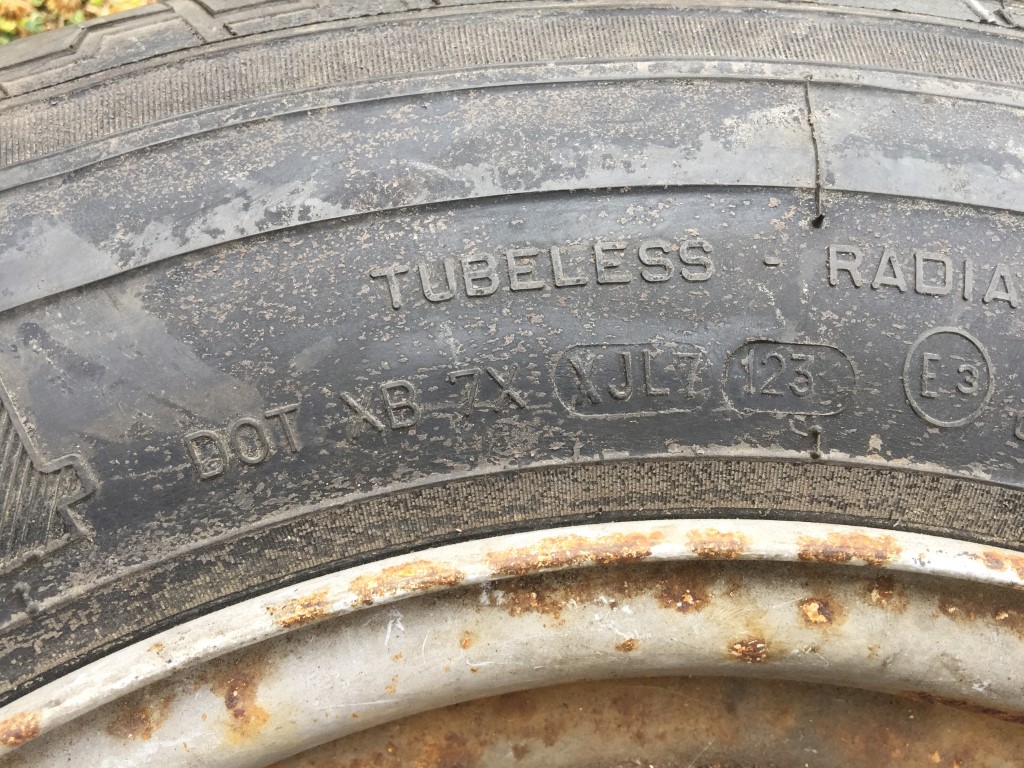 TUBELESS - RADIA
DOT XB 7X XJL7 123 E3